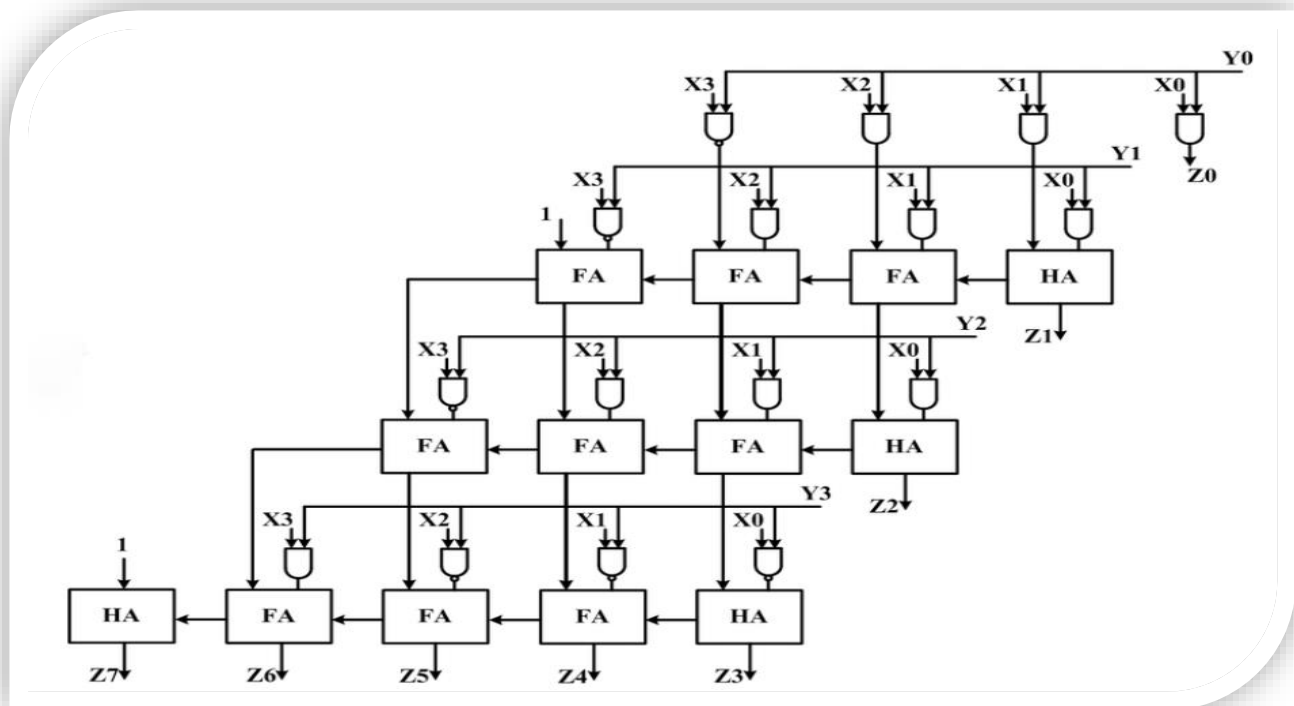 Y0
X3 X2 X1 X0
Y1
Z0
X3 X2 X1 X0
1
FA FA FA HA
Y2
Z1
X3 X2 X1 X0
FA FA FA HA
Y3
Z2
X3 X2 X1 X0
1
HA FA FA FA HA
Z7 Z6 Z5 Z4 Z3